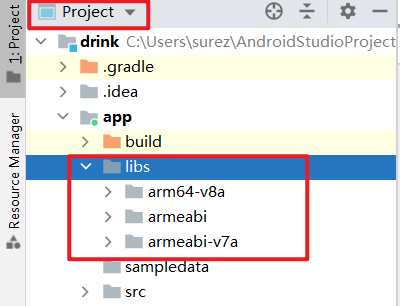 Project
drink C:\Users\surez\AndroidStudioProject
.gradle
.idea
app
build
libs
arm64-v8a
armeabi
armeabi-v7a
sampledata
src
1: Project
Resource Manager